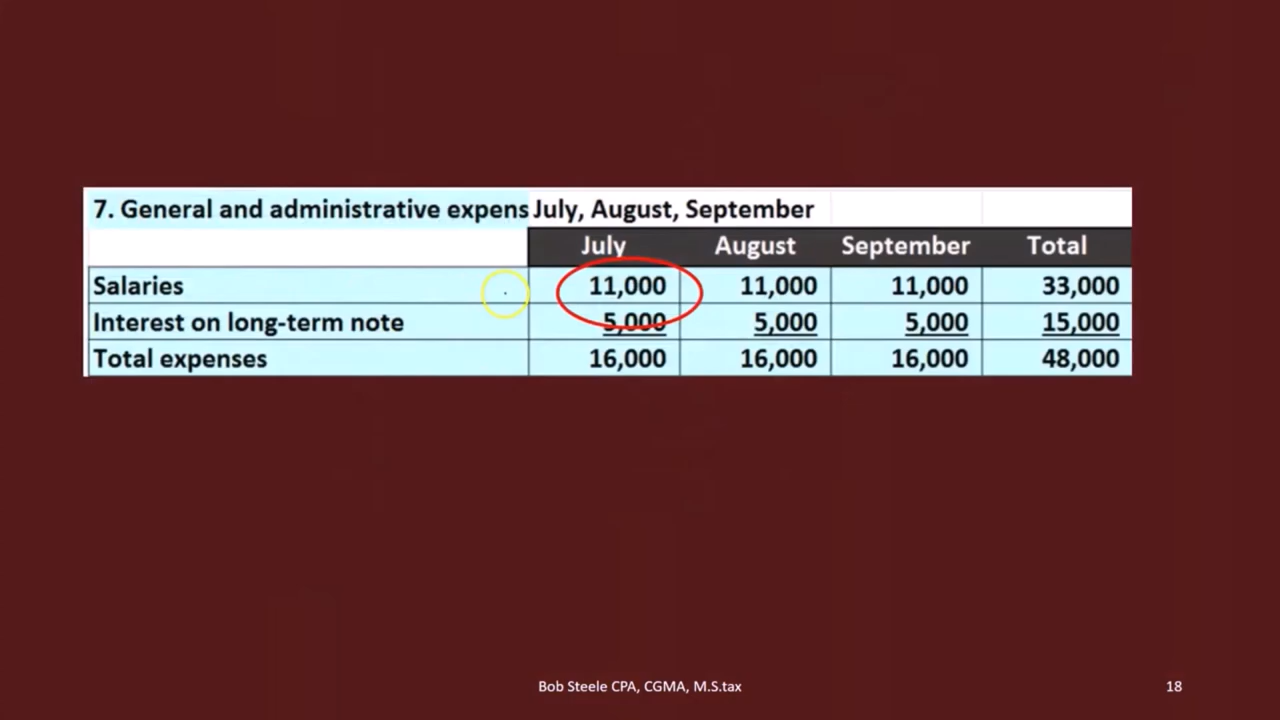 7. General and administrative expens July, August, September
July August September Total
Salaries 11,000 11,000 11,000 33,000
Interest on long-term note 5,000 5,000 5,000 15,000
Total expenses 16,000 16,000 16,000 48,000
Bob Steele CPA, CGMA, M.S.tax 18